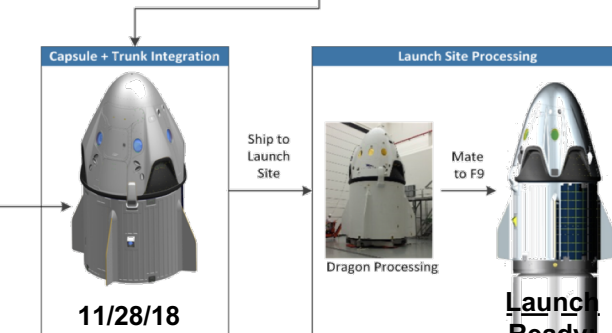 Capsule + Trunk Integration
Launch Site Processing
Ship to
Launch
Site
Mate
to F9
Dragon Processing
11/28/18
Launch
Ready